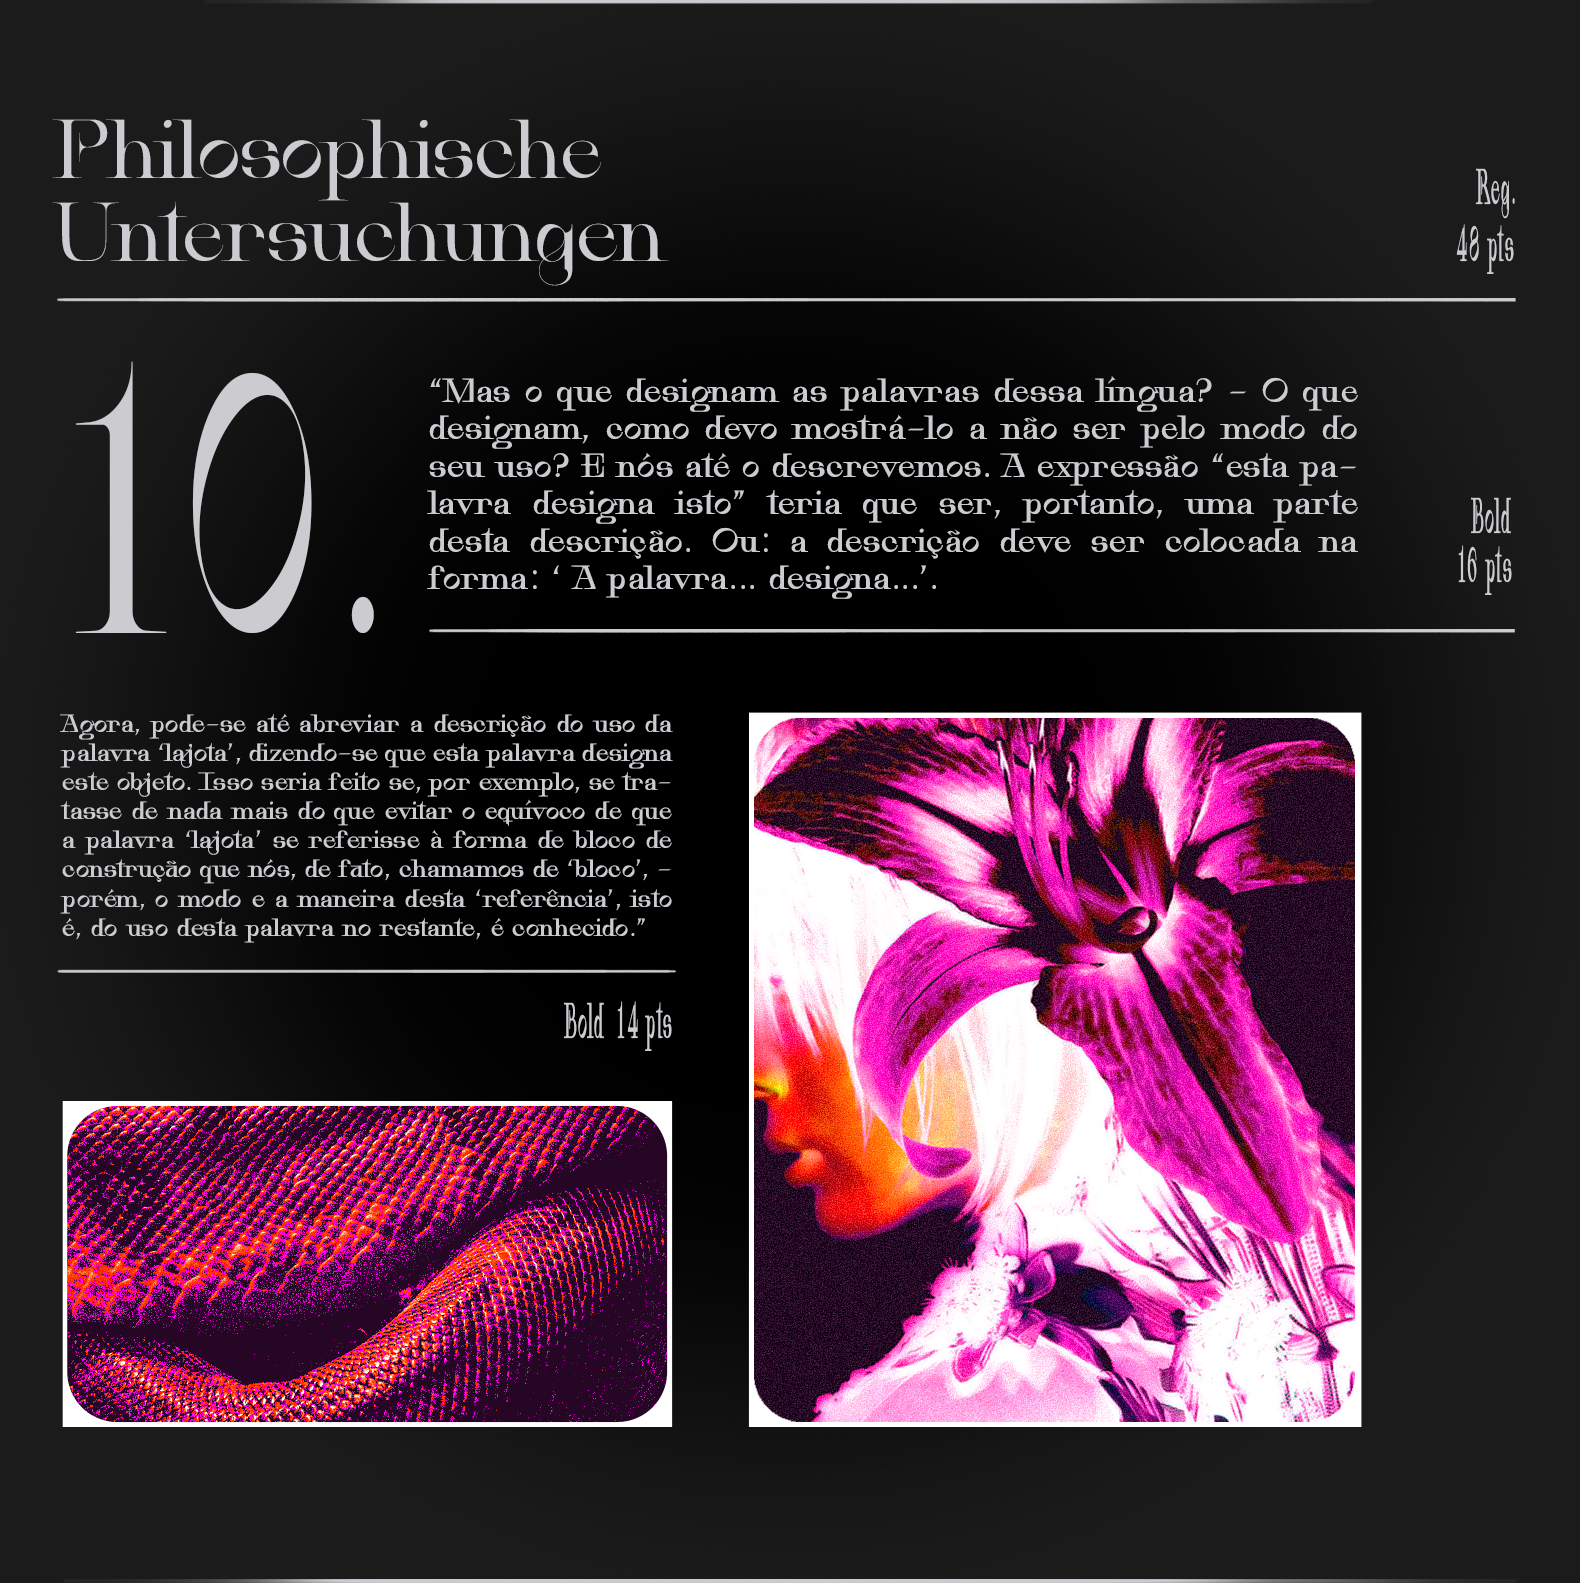 Philosophische
Untersuchungen
Reg.
48 pts
10.
“Mas o que designam as palavras dessa língua? – O que
designam, como devo mostrá-lo a não ser pelo modo do
seu uso? E nós até o descrevemos. A expressão “esta pa-
lavra designa isto” teria que ser, portanto, uma parte
desta descrição. Ou: a descrição deve ser colocada na
forma: ‘ A palavra... designa...’.
Bold
16 pts
Agora, pode-se até abreviar a descrição do uso da
palavra ‘lajota’, dizendo-se que esta palavra designa
este objeto. Isso seria feito se, por exemplo, se tra-
tasse de nada mais do que evitar o equívoco de que
a palavra ‘lajota’ se referisse à forma de bloco de
construção que nós, de fato, chamamos de ‘bloco’, –
porém, o modo e a maneira desta ‘referência’, isto
é, do uso desta palavra no restante, é conhecido.”
Bold 14 pts